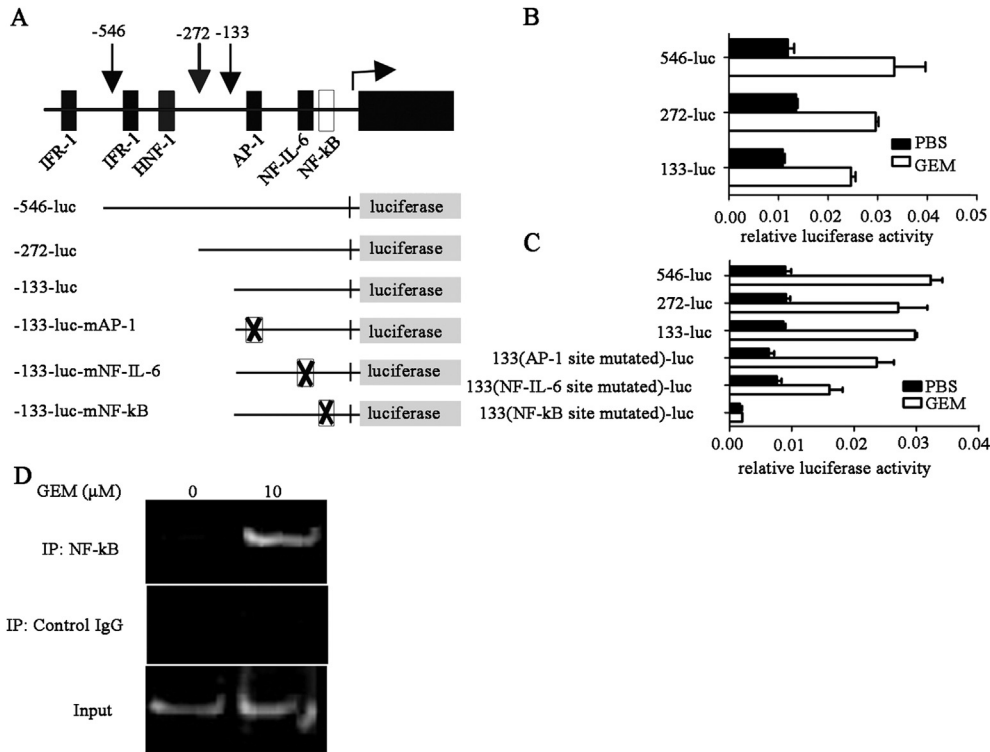 A
-546
-272
-133
IFR-1
IFR-1
HNF-1
AP-1
NF-IL-6
NF-kB
-546-luc
luciferase
-272-luc
luciferase
-133-luc
luciferase
-133-luc-mAP-1
luciferase
-133-luc-mNF-IL-6
luciferase
-133-luc-mNF-kB
luciferase
B
546-luc
272-luc
133-luc
PBS
GEM
0.00 0.01 0.02 0.03 0.04 0.05
relative luciferase activity
C
546-luc
272-luc
133-luc
133(AP-1 site mutated)-luc
133(NF-IL-6 site mutated)-luc
133(NF-kB site mutated)-luc
PBS
GEM
0.00 0.01 0.02 0.03 0.04
relative luciferase activity
D
GEM (μM) 0 10
IP: NF-kB
IP: Control IgG
Input